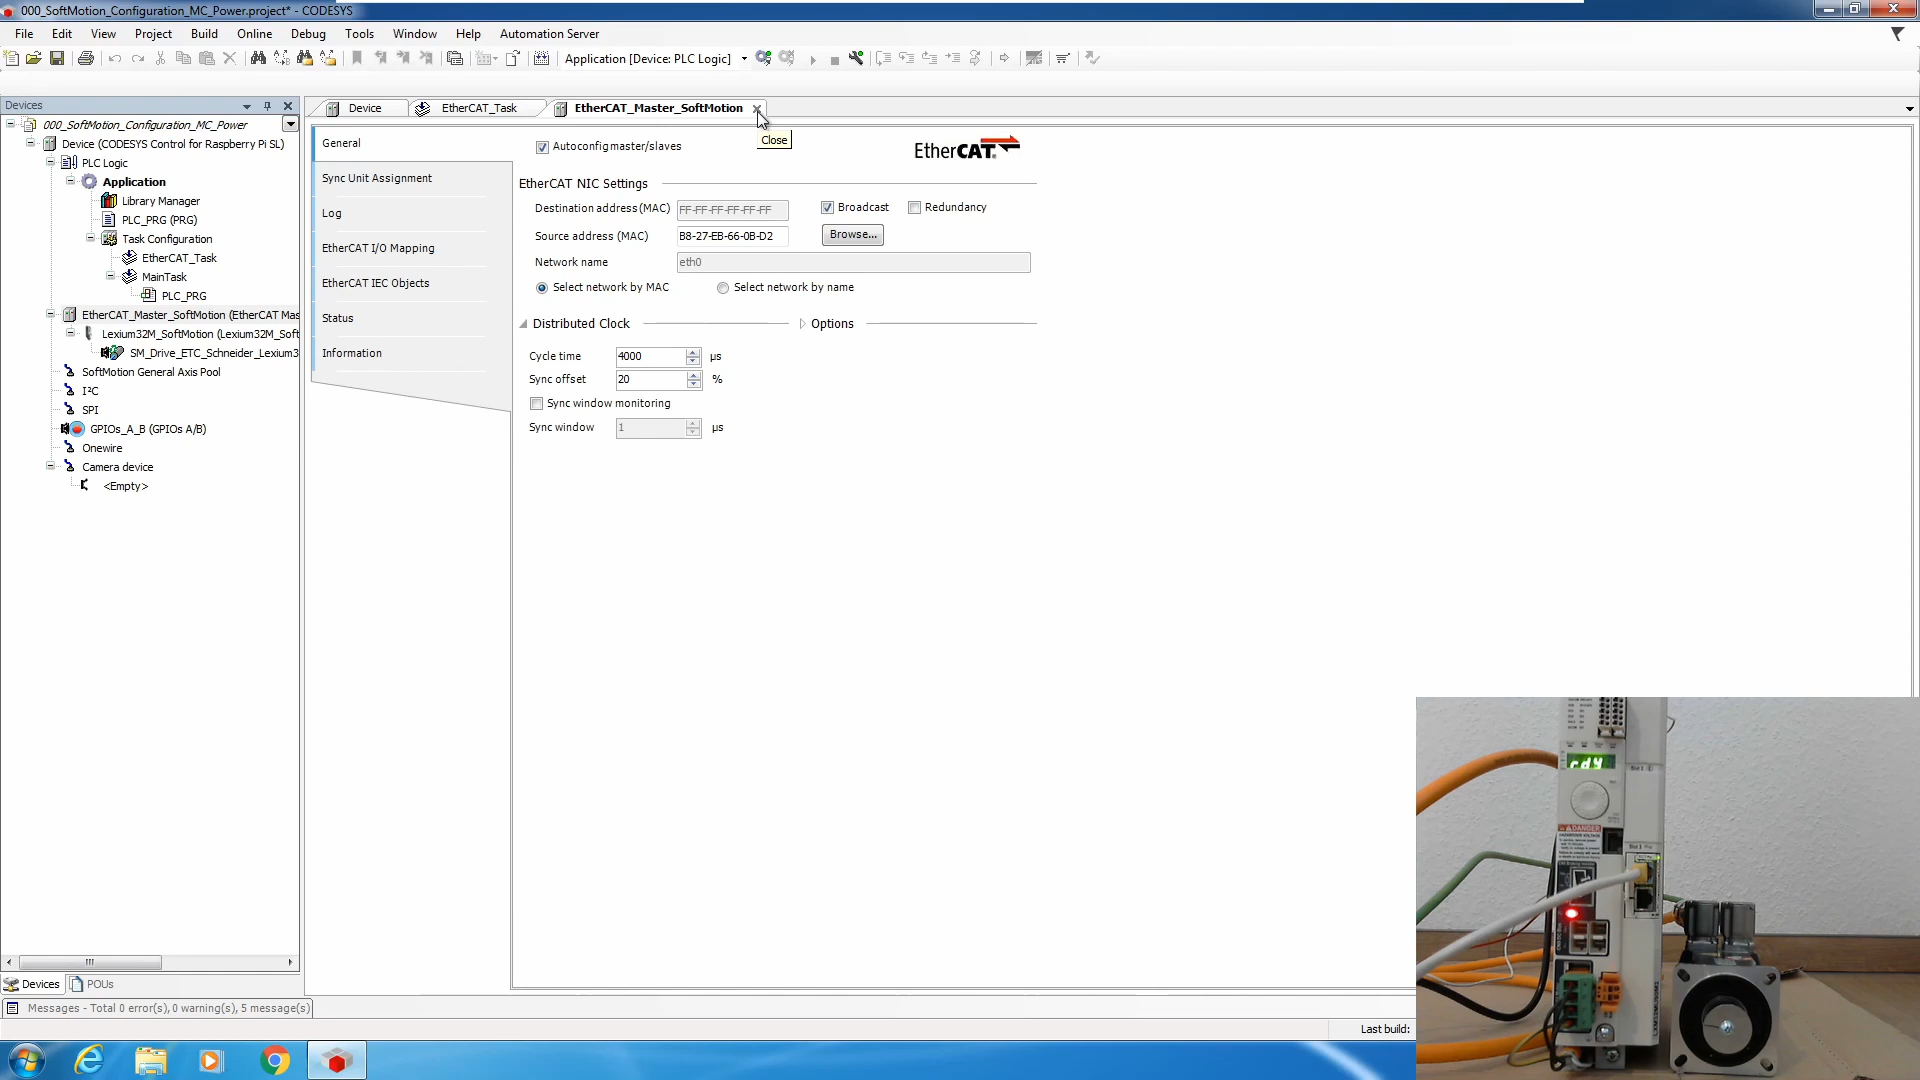 000_SoftMotion_Configuration_MC_Power.project* - CODESYS
File Edit View Project Build Online Debug Tools Window Help Automation Server
Application [Device: PLC Logic]
Devices
000_SoftMotion_Configuration_MC_Power
Device (CODESYS Control for Raspberry Pi SL)
PLC Logic
Application
Library Manager
PLC_PRG (PRG)
Task Configuration
EtherCAT_Task
MainTask
PLC_PRG
EtherCAT_Master_SoftMotion (EtherCAT Mas
Lexium32M_SoftMotion (Lexium32M_Soft
SM_Drive_ETC_Schneider_Lexium3
SoftMotion General Axis Pool
I²C
SPI
GPIOs_A_B (GPIOs A/B)
Onewire
Camera device
<Empty>
Devices POUs
Device EtherCAT_Task EtherCAT_Master_SoftMotion
Close
General
Sync Unit Assignment
Log
EtherCAT I/O Mapping
EtherCAT IEC Objects
Status
Information
Autoconfig master/slaves
EtherCAT
EtherCAT NIC Settings
Destination address (MAC) FF-FF-FF-FF-FF-FF Broadcast Redundancy
Source address (MAC) B8-27-EB-66-0B-D2 Browse...
Network name eth0
Select network by MAC Select network by name
Distributed Clock Options
Cycle time 4000 µs
Sync offset 20 %
Sync window monitoring
Sync window 1 µs
Messages - Total 0 error(s), 0 warning(s), 5 message(s)
Last build:
rdy
DANGER